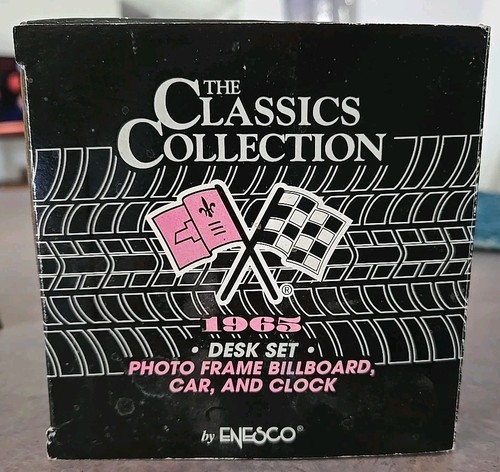 THE
CLASSICS
COLLECTION
®
1965
• DESK SET •
PHOTO FRAME BILLBOARD,
CAR, AND CLOCK
by ENESCO®